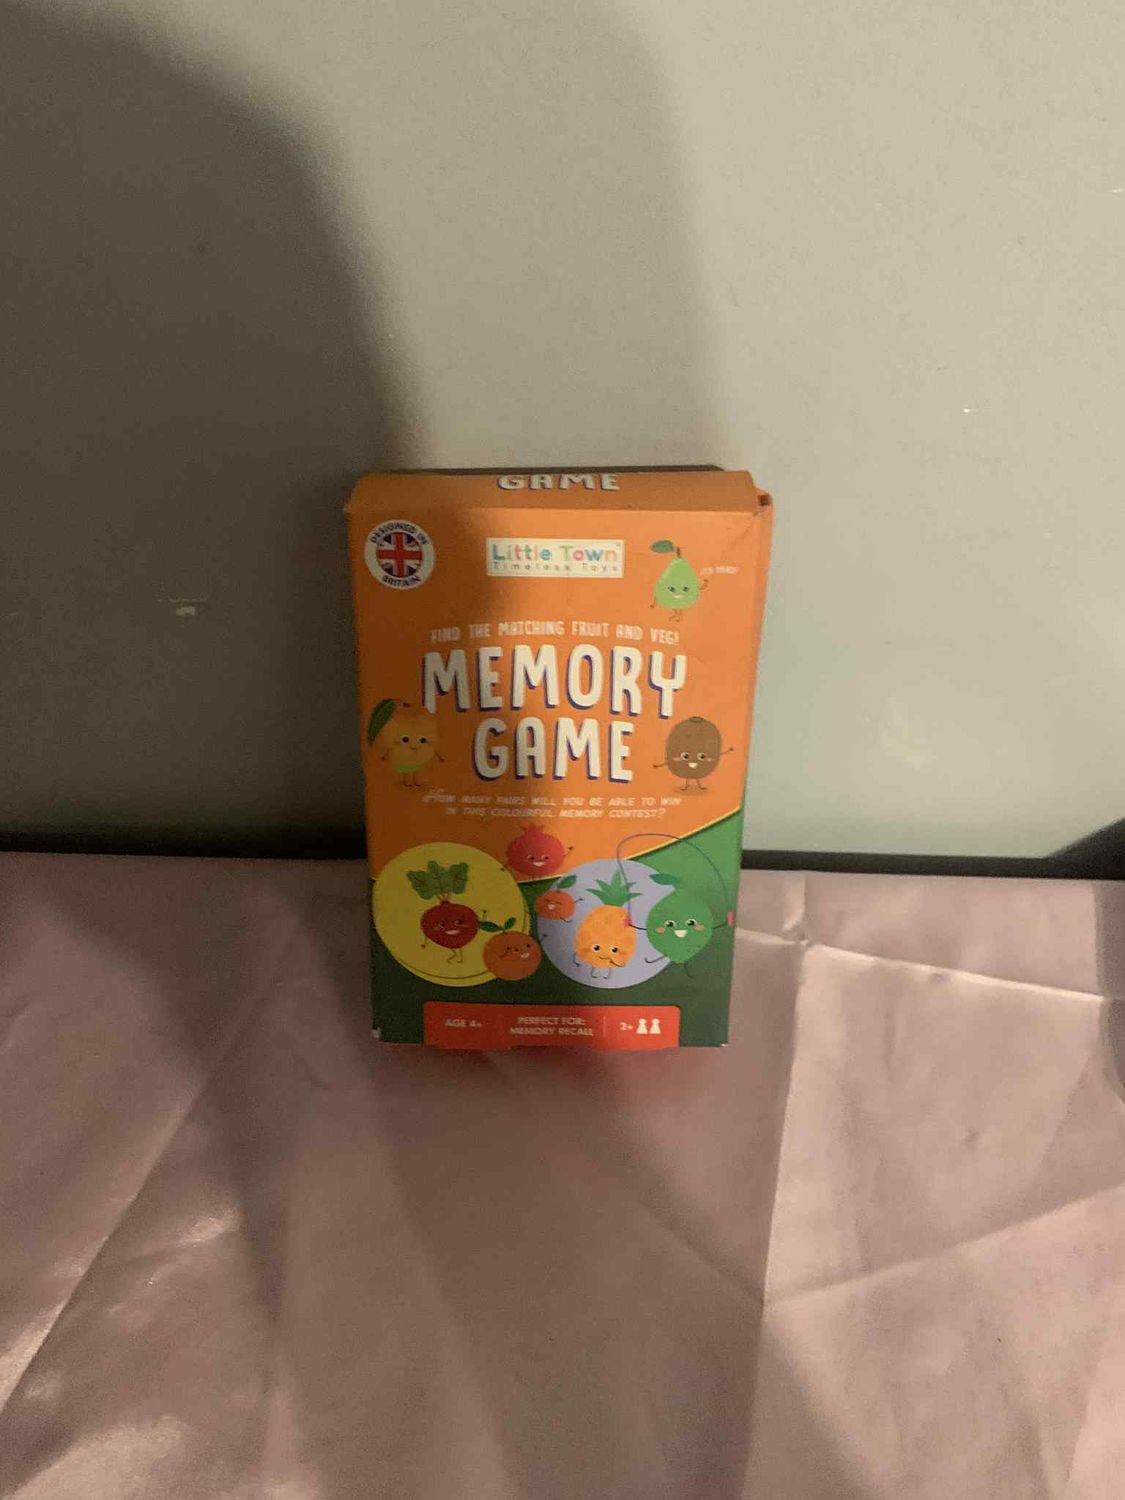 GAME
DESIGNED IN
BRITAIN
Little Town™
Timeless Toys
FIND THE MATCHING FRUIT AND VEG!
MEMORY
GAME
HOW MANY PAIRS WILL YOU BE ABLE TO WIN
IN THIS COLOURFUL MEMORY CONTEST?
AGE 4+
PERFECT FOR:
MEMORY RECALL
2+